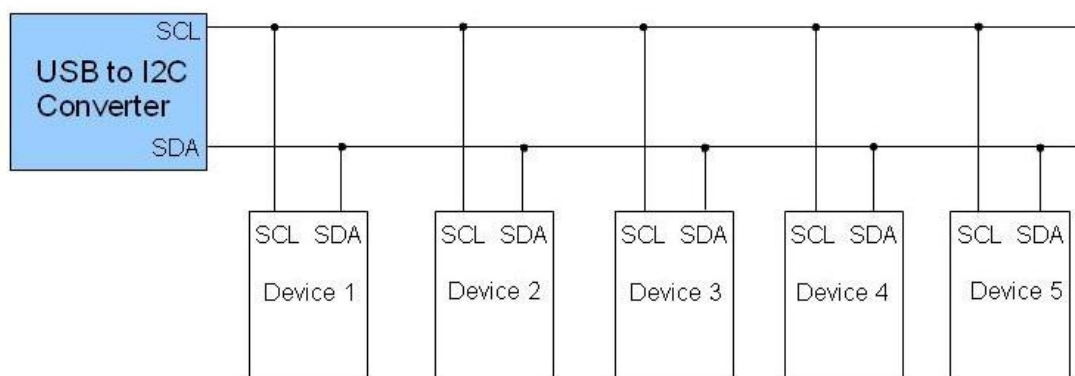 SCL
USB to I2C
Converter
SDA
SCL SDA
Device 1
SCL SDA
Device 2
SCL SDA
Device 3
SCL SDA
Device 4
SCL SDA
Device 5